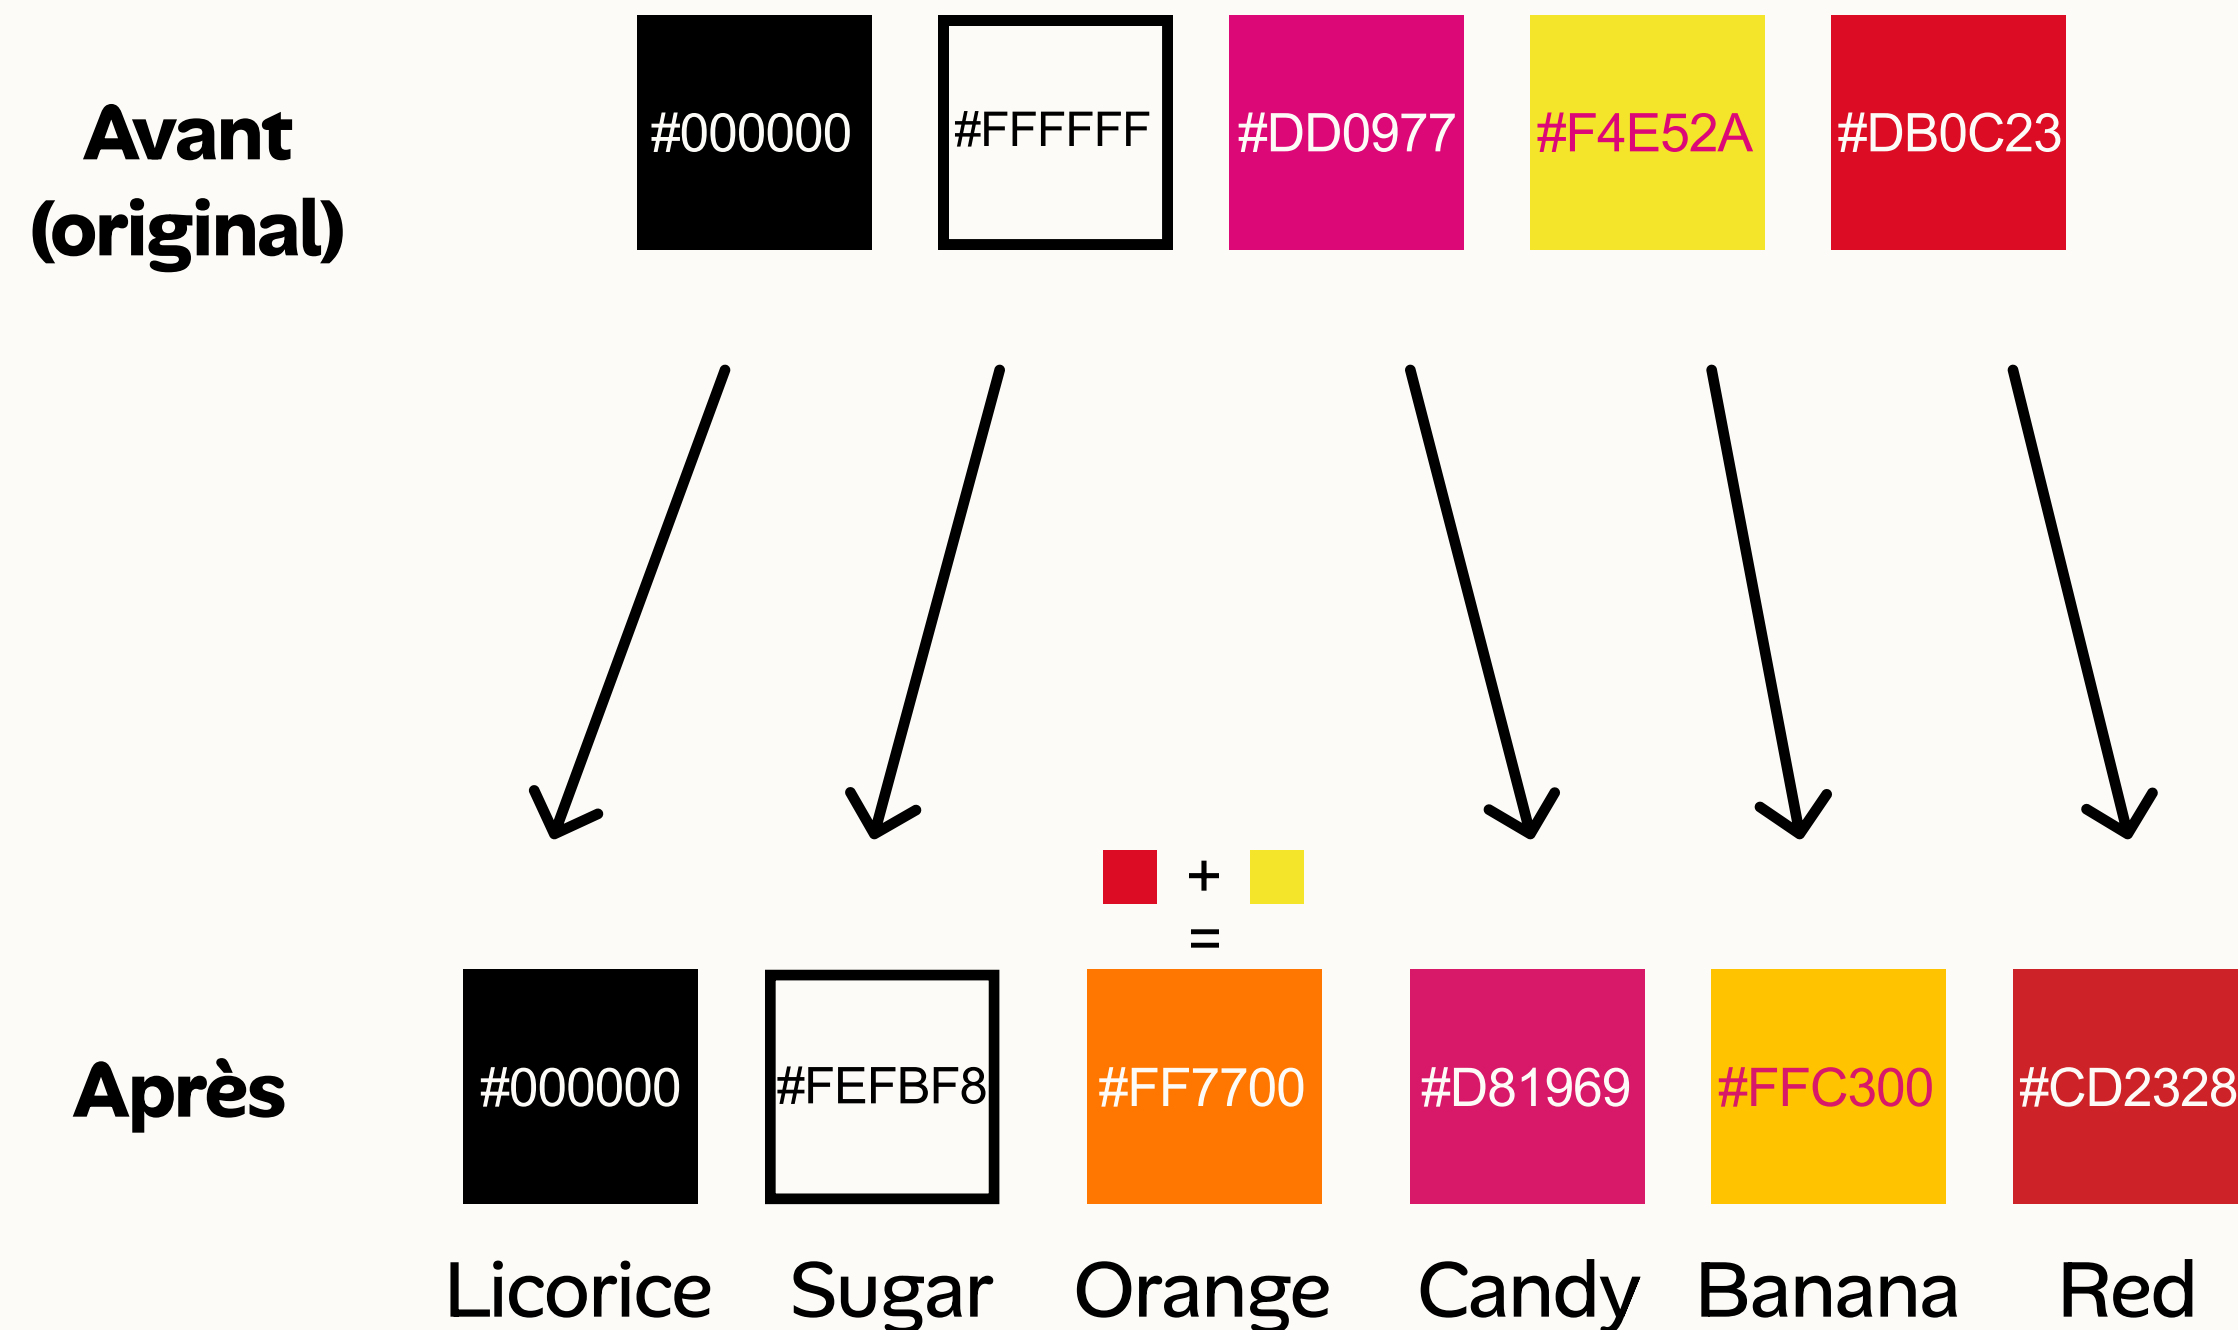 Avant
(original)
#000000
#FFFFFF
#DD0977
#F4E52A
#DB0C23
+
=
Après
#000000
#FEFBF8
#FF7700
#D81969
#FFC300
#CD2328
Licorice
Sugar
Orange
Candy
Banana
Red